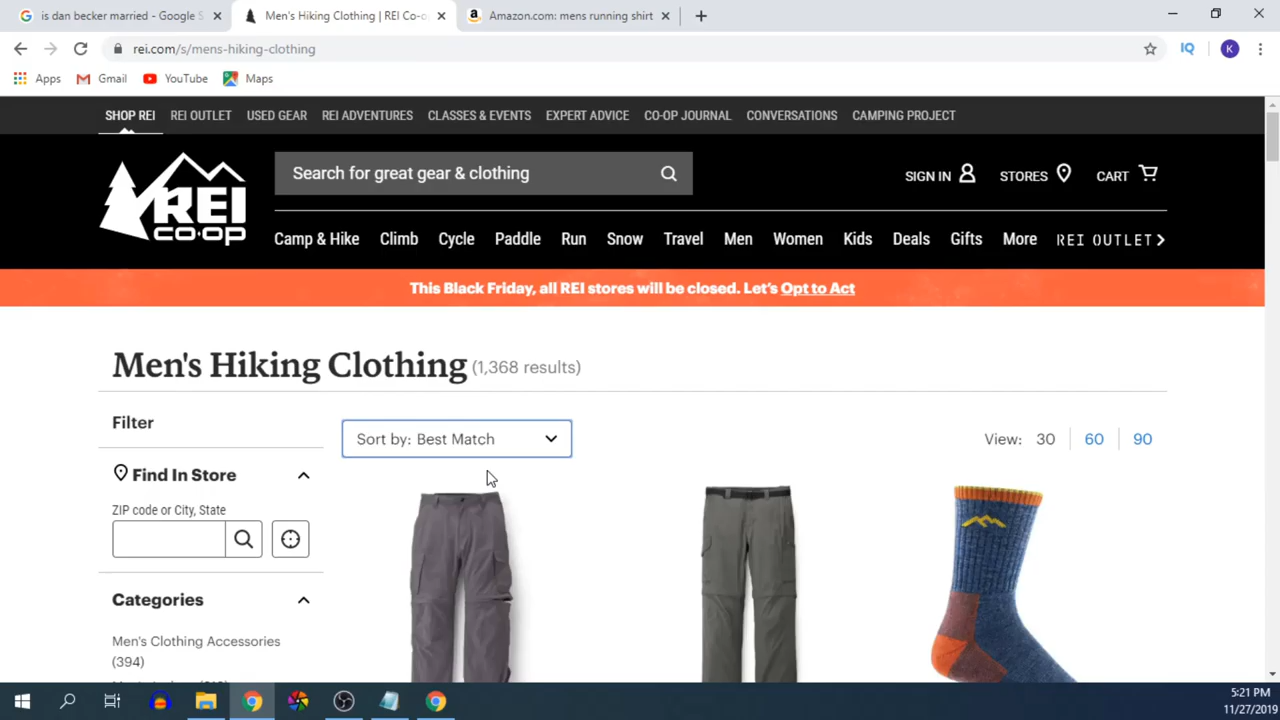 is dan becker married - Google S
Men's Hiking Clothing | REI Co-o
Amazon.com: mens running shirt
rei.com/s/mens-hiking-clothing
IQ
K
Apps
Gmail
YouTube
Maps
SHOP REI
REI OUTLET
USED GEAR
REI ADVENTURES
CLASSES & EVENTS
EXPERT ADVICE
CO-OP JOURNAL
CONVERSATIONS
CAMPING PROJECT
REI
CO·OP
Search for great gear & clothing
SIGN IN
STORES
CART
Camp & Hike
Climb
Cycle
Paddle
Run
Snow
Travel
Men
Women
Kids
Deals
Gifts
More
REI OUTLET
This Black Friday, all REI stores will be closed. Let's Opt to Act
Men's Hiking Clothing (1,368 results)
Filter
Sort by: Best Match
View: 30
60
90
Find In Store
ZIP code or City, State
Categories
Men's Clothing Accessories
(394)
5:21 PM
11/27/2019